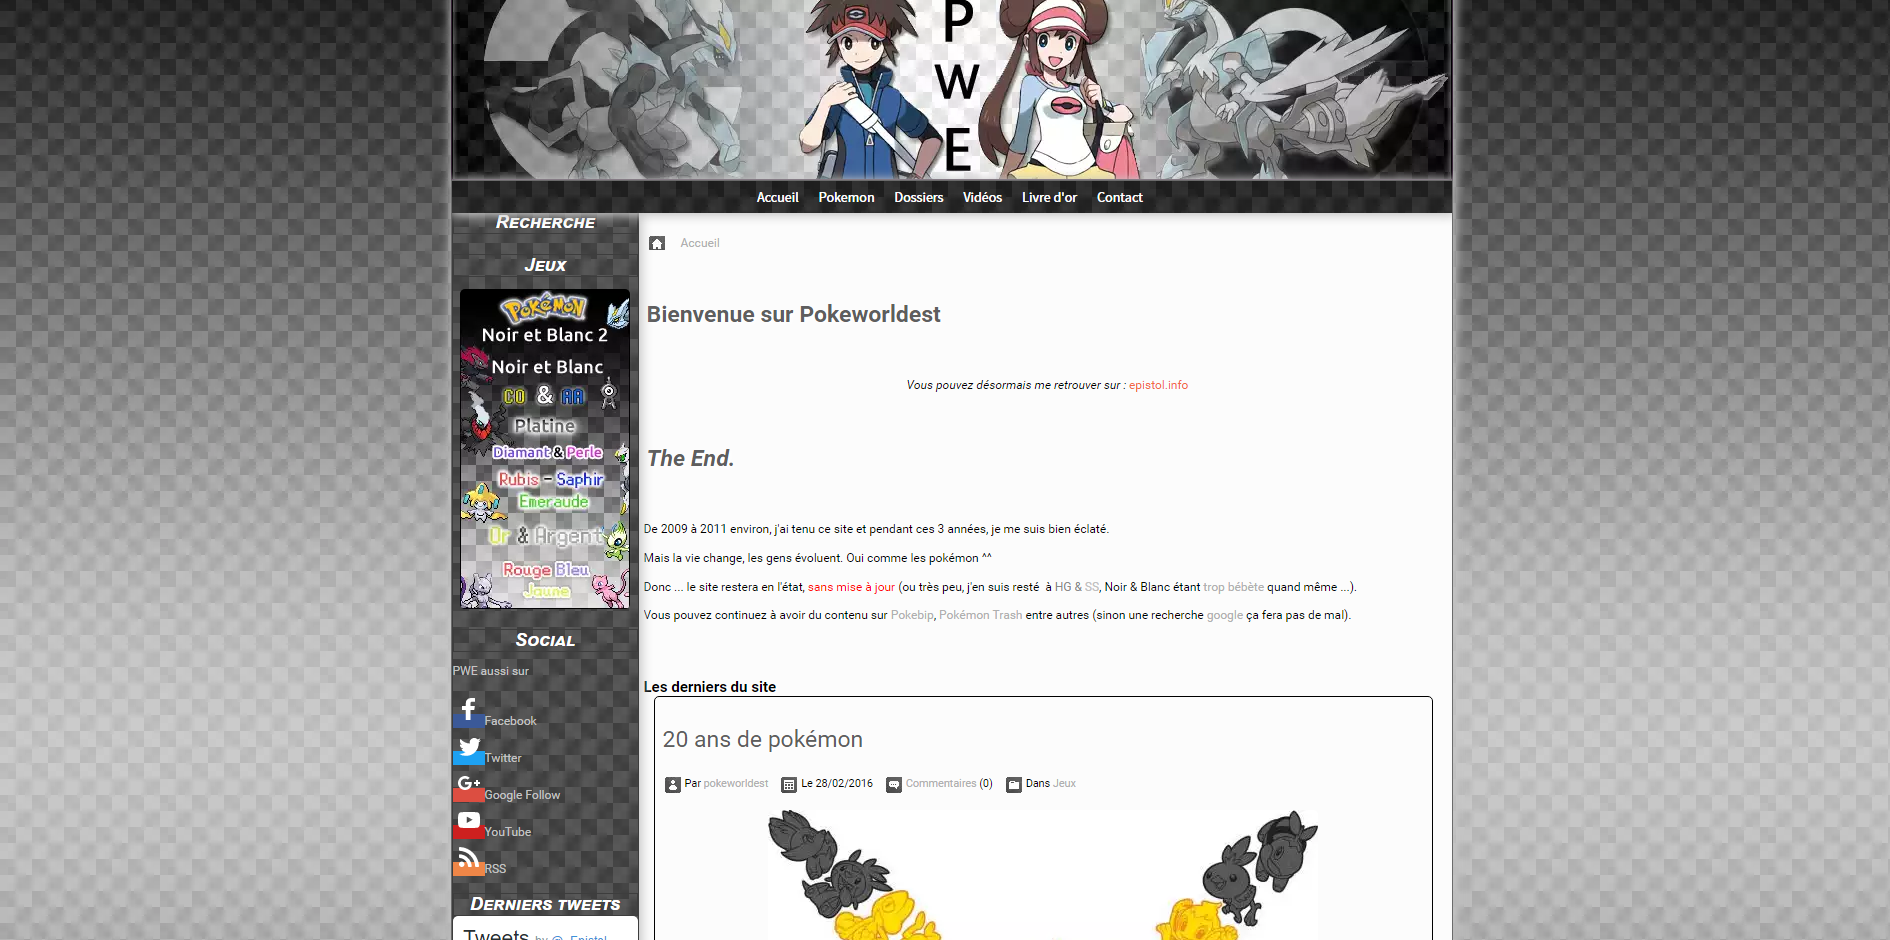 P
W
E
Accueil Pokemon Dossiers Vidéos Livre d'or Contact
RECHERCHE
JEUX
POKéMON
Noir et Blanc 2
Noir et Blanc
CO & AA
Platine
Diamant & Perle
Rubis - Saphir
Emeraude
Or & Argent
Rouge Bleu
Jaune
SOCIAL
PWE aussi sur
Facebook
Twitter
G+
Google Follow
YouTube
RSS
DERNIERS TWEETS
Tweets by @_Epistol_
Accueil
Bienvenue sur Pokeworldest
Vous pouvez désormais me retrouver sur : epistol.info
The End.
De 2009 à 2011 environ, j'ai tenu ce site et pendant ces 3 années, je me suis bien éclaté.
Mais la vie change, les gens évoluent. Oui comme les pokémon ^^
Donc ... le site restera en l'état, sans mise à jour (ou très peu, j'en suis resté à HG & SS, Noir & Blanc étant trop bébète quand même ...).
Vous pouvez continuez à avoir du contenu sur Pokebip, Pokémon Trash entre autres (sinon une recherche google ça fera pas de mal).
Les derniers du site
20 ans de pokémon
Par pokeworldest Le 28/02/2016 Commentaires (0) Dans Jeux